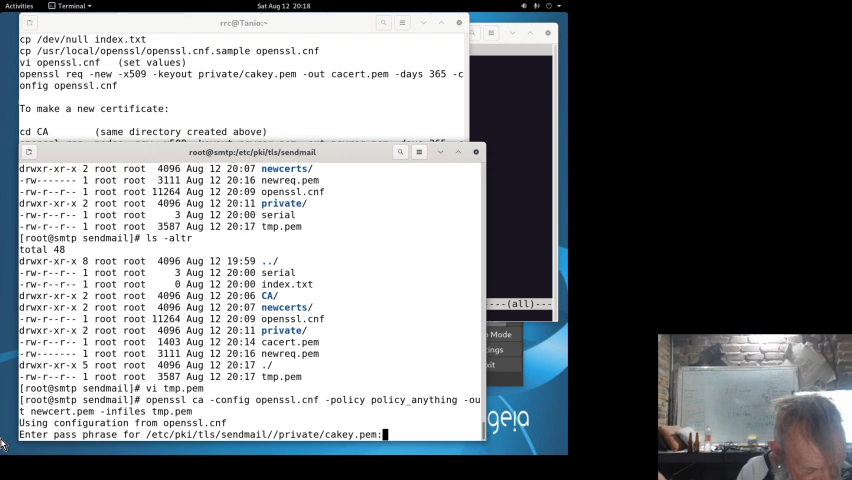 Activities Terminal Sat Aug 12 20:18
rrc@Tanio:~
cp /dev/null index.txt
cp /usr/local/openssl/openssl.cnf.sample openssl.cnf
vi openssl.cnf   (set values)
openssl req -new -x509 -keyout private/cakey.pem -out cacert.pem -days 365 -c
onfig openssl.cnf
To make a new certificate:
cd CA       (same directory created above)
root@smtp:/etc/pki/tls/sendmail
drwxr-xr-x 2 root root  4096 Aug 12 20:07 newcerts/
-rw------- 1 root root  3111 Aug 12 20:16 newreq.pem
-rw-r--r-- 1 root root 11264 Aug 12 20:09 openssl.cnf
drwxr-xr-x 2 root root  4096 Aug 12 20:11 private/
-rw-r--r-- 1 root root     3 Aug 12 20:00 serial
-rw-r--r-- 1 root root  3587 Aug 12 20:17 tmp.pem
[root@smtp sendmail]# ls -altr
total 48
drwxr-xr-x 8 root root  4096 Aug 12 19:59 ../
-rw-r--r-- 1 root root     3 Aug 12 20:00 serial
-rw-r--r-- 1 root root     0 Aug 12 20:00 index.txt
drwxr-xr-x 2 root root  4096 Aug 12 20:06 CA/
drwxr-xr-x 2 root root  4096 Aug 12 20:07 newcerts/
-rw-r--r-- 1 root root 11264 Aug 12 20:09 openssl.cnf
drwxr-xr-x 2 root root  4096 Aug 12 20:11 private/
-rw-r--r-- 1 root root  1403 Aug 12 20:14 cacert.pem
-rw------- 1 root root  3111 Aug 12 20:16 newreq.pem
drwxr-xr-x 5 root root  4096 Aug 12 20:17 ./
-rw-r--r-- 1 root root  3587 Aug 12 20:17 tmp.pem
[root@smtp sendmail]# vi tmp.pem
[root@smtp sendmail]# openssl ca -config openssl.cnf -policy policy_anything -ou
t newcert.pem -infiles tmp.pem
Using configuration from openssl.cnf
Enter pass phrase for /etc/pki/tls/sendmail//private/cakey.pem:
--(all)---
Mode
tings
xit
geia